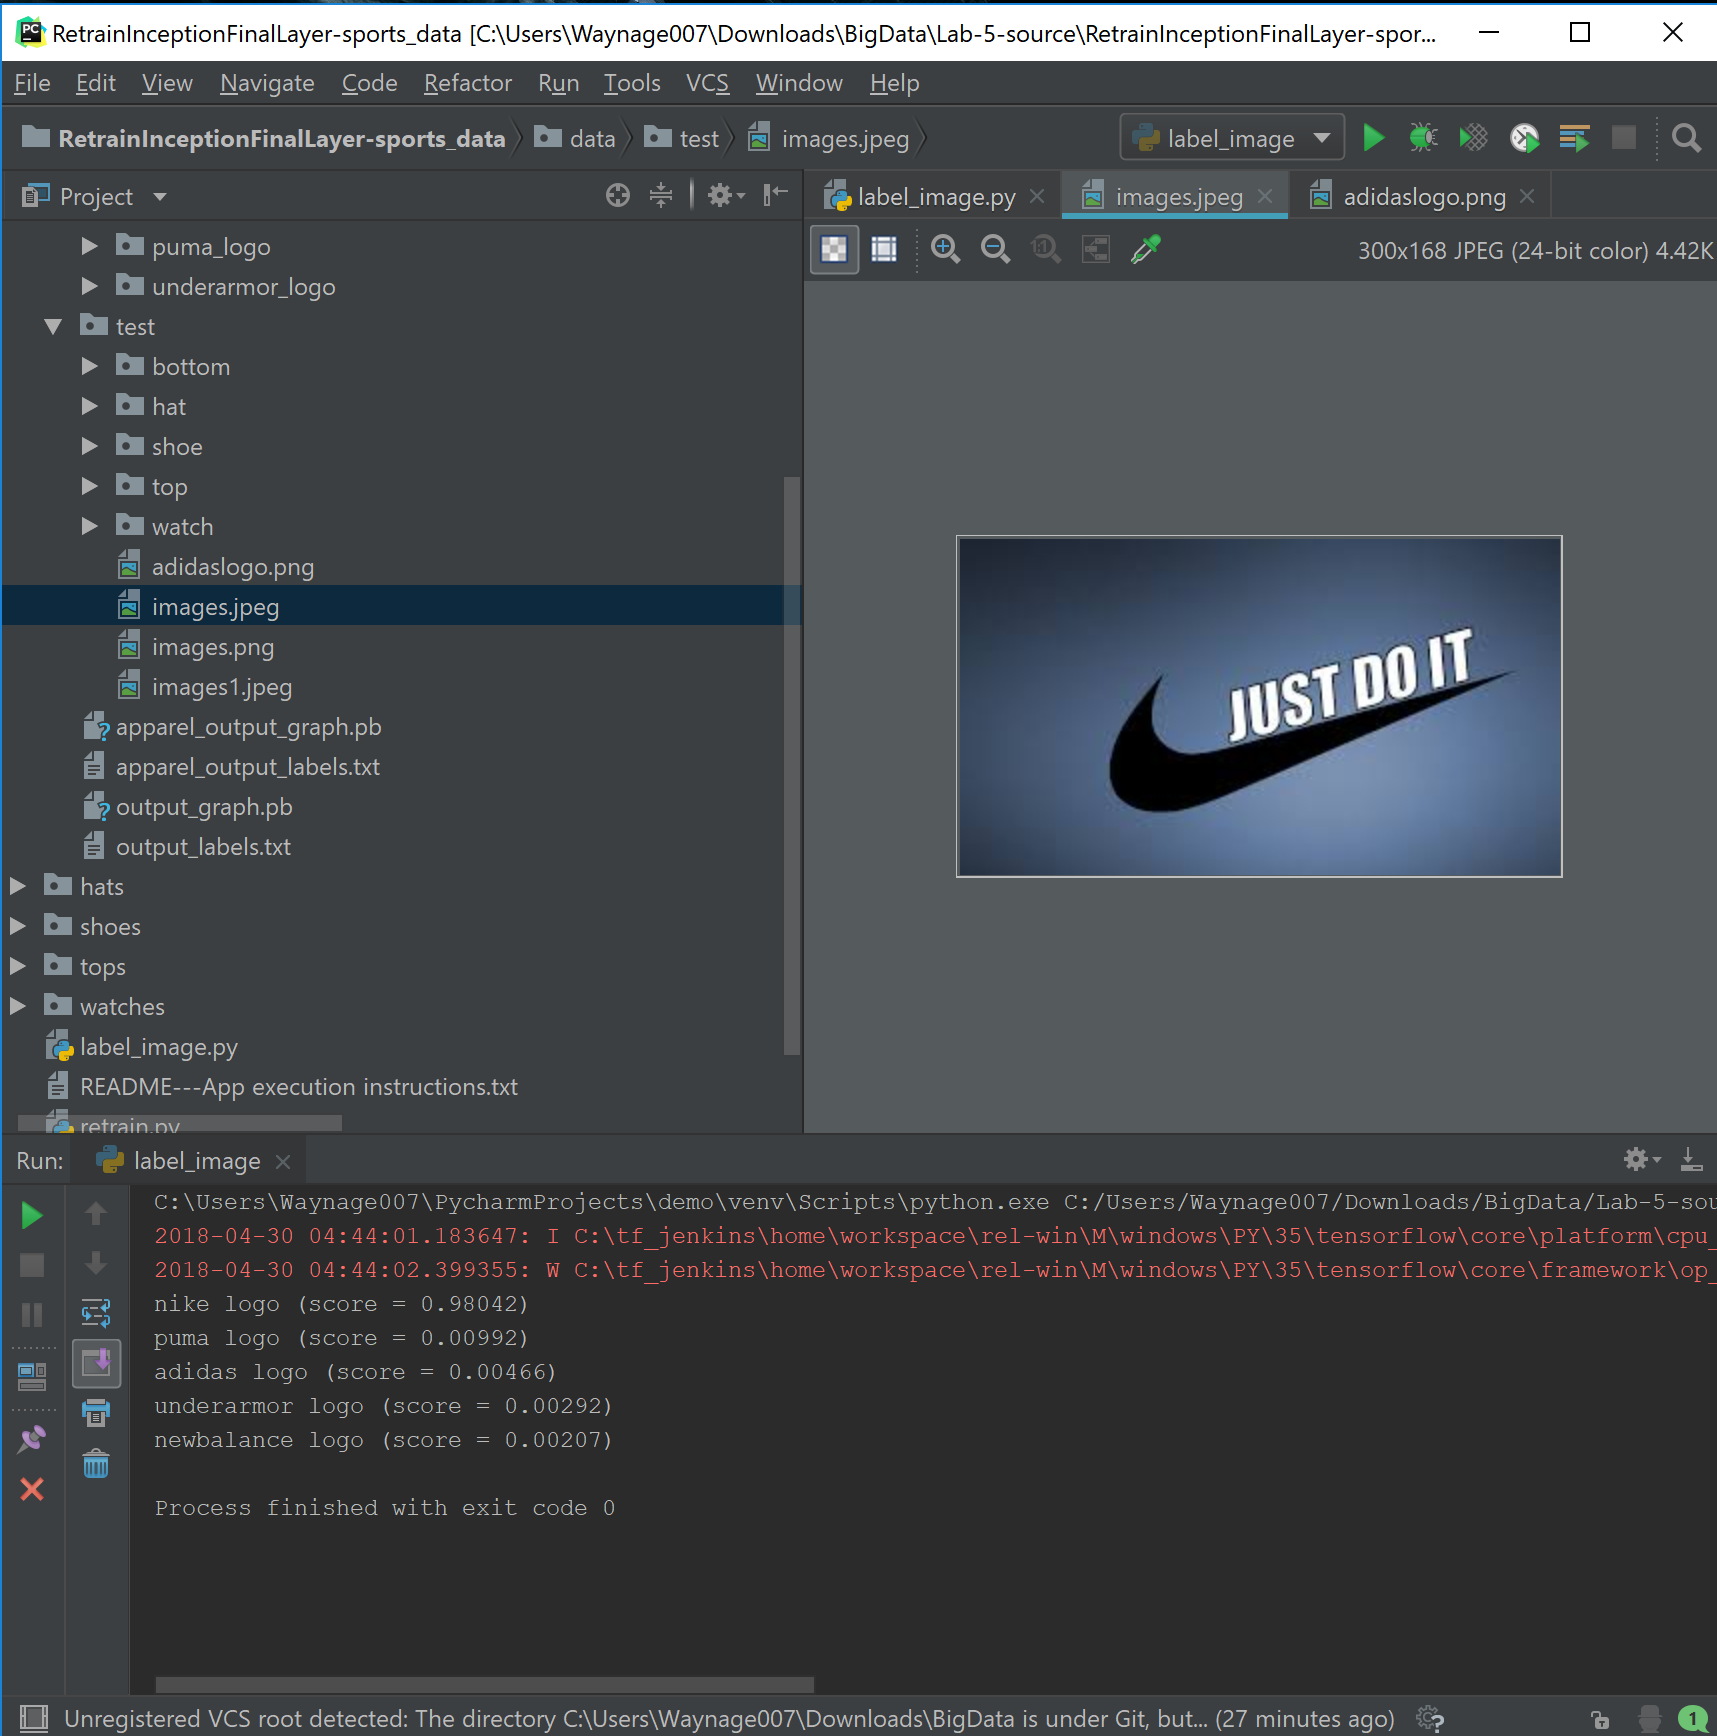 PC RetrainInceptionFinalLayer-sports_data [C:\Users\Waynage007\Downloads\BigData\Lab-5-source\RetrainInceptionFinalLayer-spor...
File Edit View Navigate Code Refactor Run Tools VCS Window Help
RetrainInceptionFinalLayer-sports_data data test images.jpeg label_image
Project
label_image.py images.jpeg adidaslogo.png
1:1 300x168 JPEG (24-bit color) 4.42K
puma_logo
underarmor_logo
test
bottom
hat
shoe
top
watch
adidaslogo.png
images.jpeg
images.png
images1.jpeg
apparel_output_graph.pb
apparel_output_labels.txt
output_graph.pb
output_labels.txt
hats
shoes
tops
watches
label_image.py
README---App execution instructions.txt
retrain.py
JUST DO IT
Run: label_image
C:\Users\Waynage007\PycharmProjects\demo\venv\Scripts\python.exe C:/Users/Waynage007/Downloads/BigData/Lab-5-sou
2018-04-30 04:44:01.183647: I C:\tf_jenkins\home\workspace\rel-win\M\windows\PY\35\tensorflow\core\platform\cpu_
2018-04-30 04:44:02.399355: W C:\tf_jenkins\home\workspace\rel-win\M\windows\PY\35\tensorflow\core\framework\op_
nike logo (score = 0.98042)
puma logo (score = 0.00992)
adidas logo (score = 0.00466)
underarmor logo (score = 0.00292)
newbalance logo (score = 0.00207)
Process finished with exit code 0
Unregistered VCS root detected: The directory C:\Users\Waynage007\Downloads\BigData is under Git, but... (27 minutes ago) 1